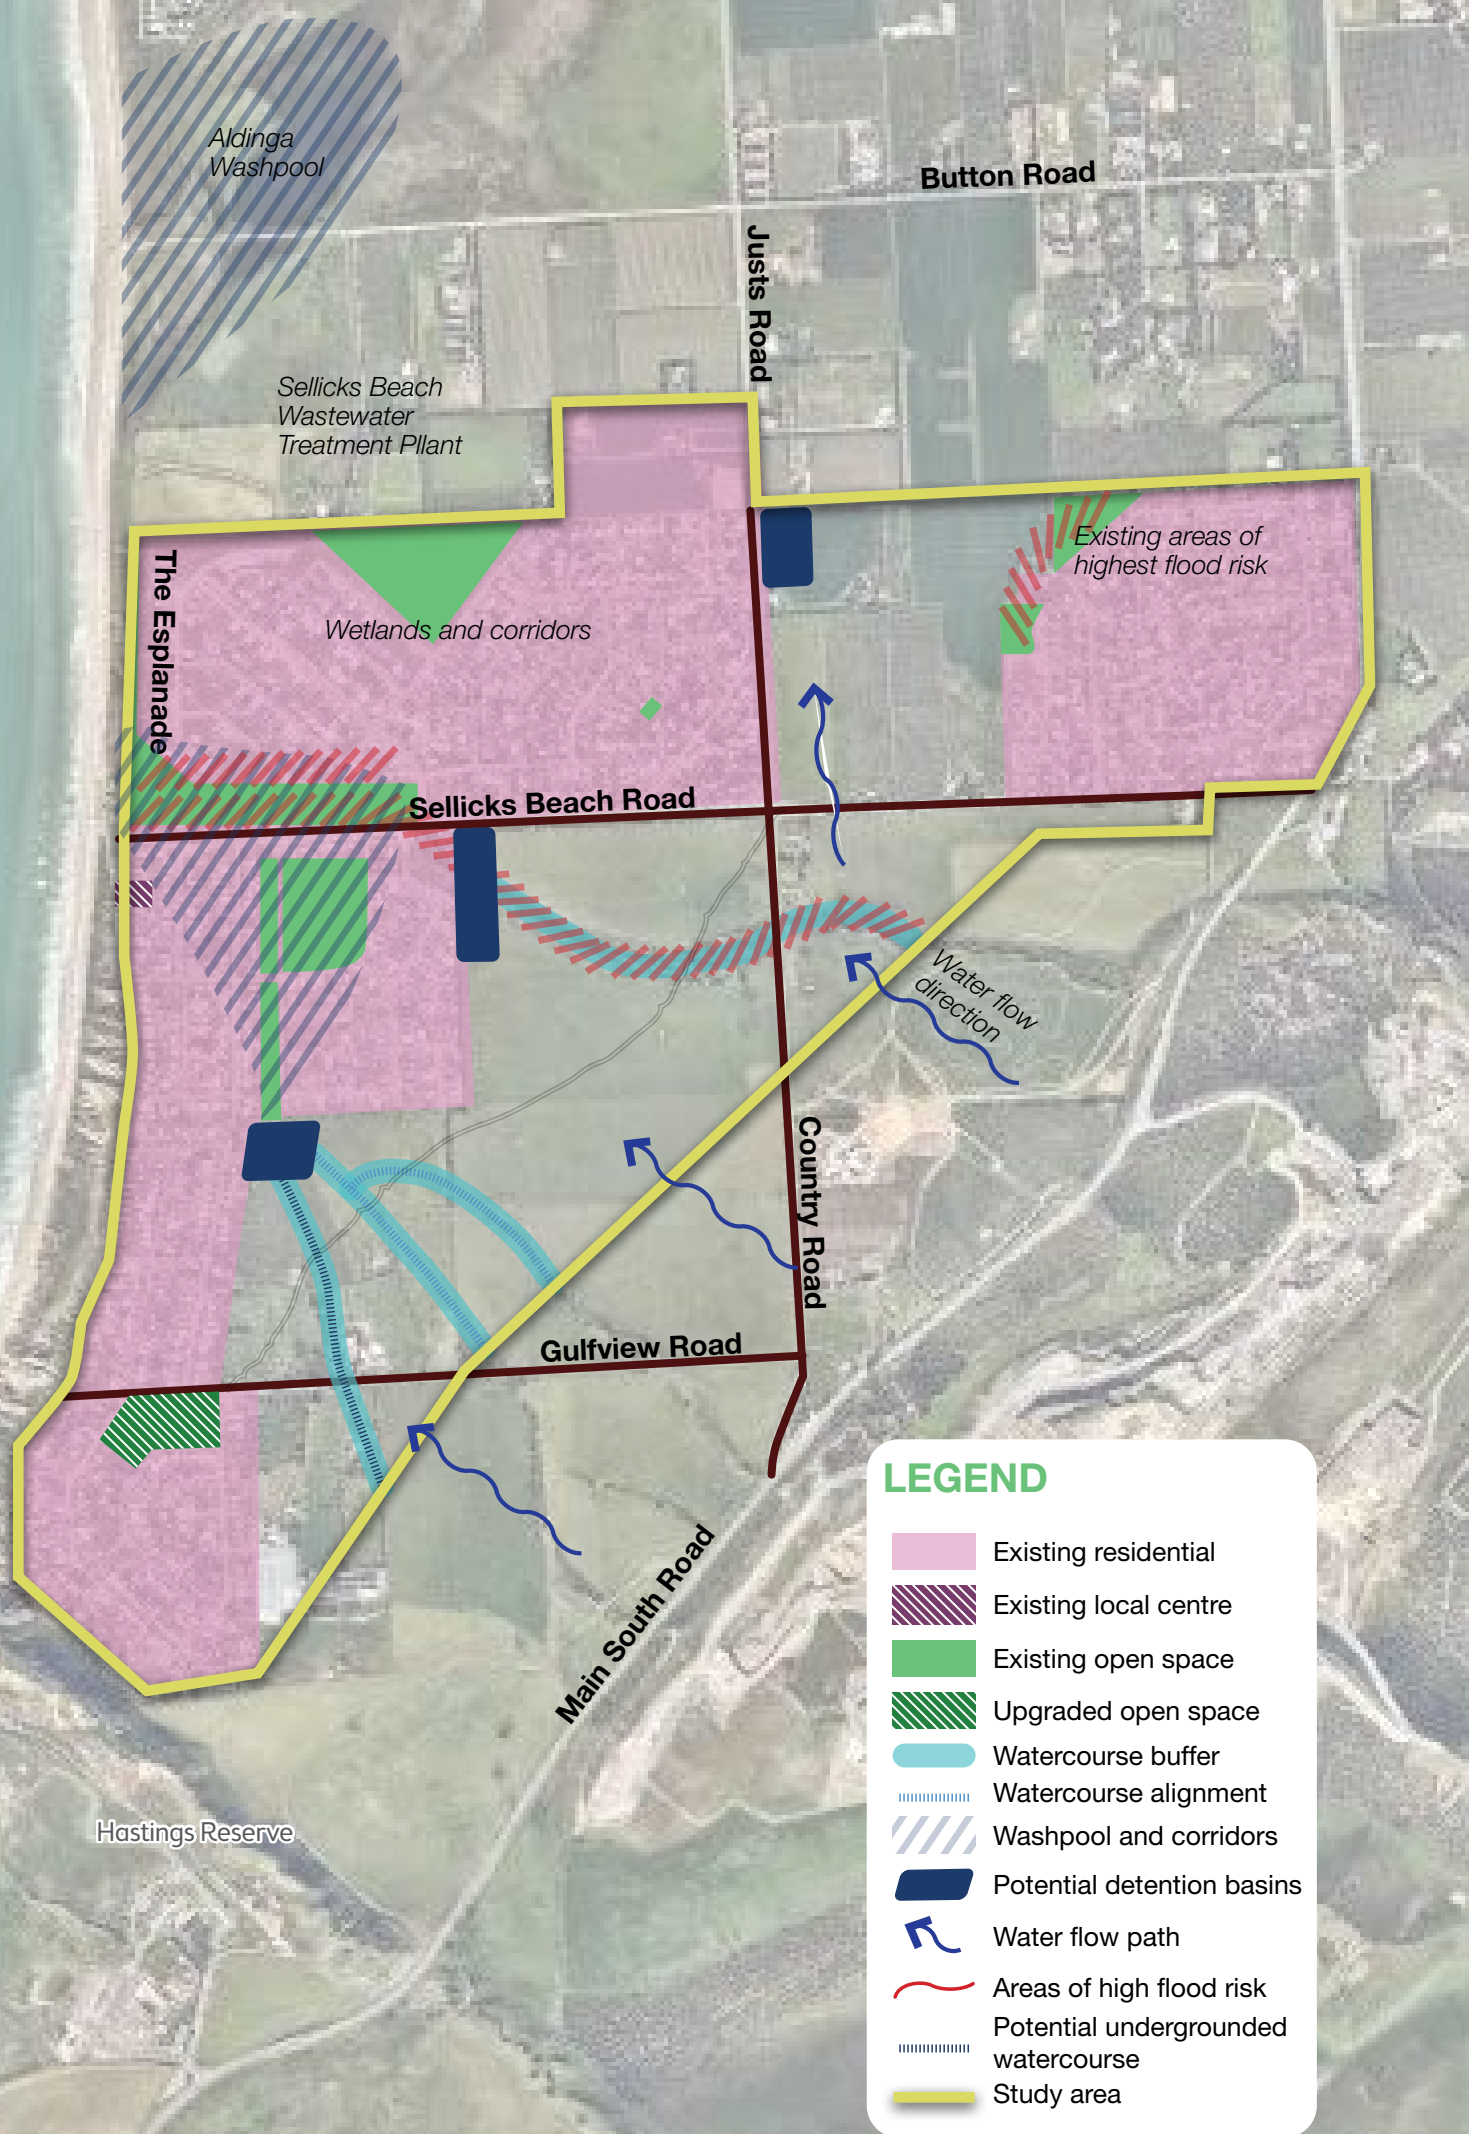 Aldinga
Washpool
Button Road
Justs Road
Sellicks Beach
Wastewater
Treatment Pllant
The Esplanade
Existing areas of
highest flood risk
Wetlands and corridors
Sellicks Beach Road
Water flow
direction
Country Road
Gulfview Road
Main South Road
Hastings Reserve
LEGEND
Existing residential
Existing local centre
Existing open space
Upgraded open space
Watercourse buffer
Watercourse alignment
Washpool and corridors
Potential detention basins
Water flow path
Areas of high flood risk
Potential undergrounded
watercourse
Study area